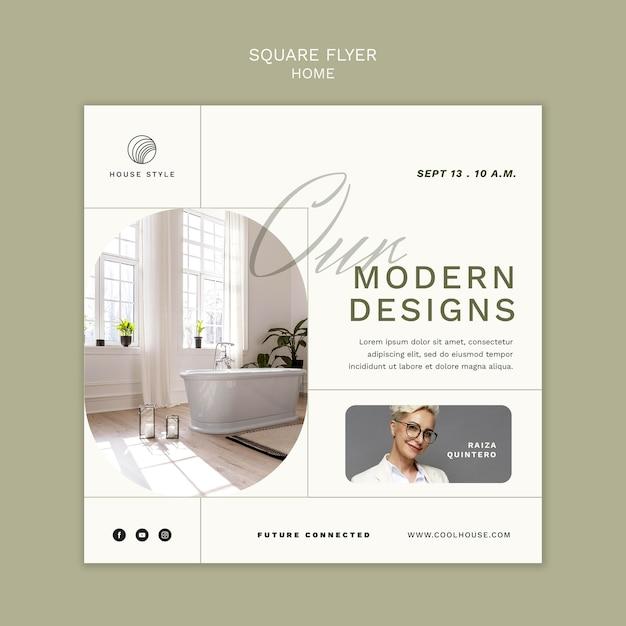 SQUARE FLYER
HOME
HOUSE STYLE
SEPT 13 . 10 A.M.
Our
MODERN
DESIGNS
Lorem ipsum dolor sit amet, consectetur
adipiscing elit, sed do eiusmod tempor
incididunt ut labore et dolore magna aliqua.
RAIZA
QUINTERO
FUTURE CONNECTED
WWW.COOLHOUSE.COM